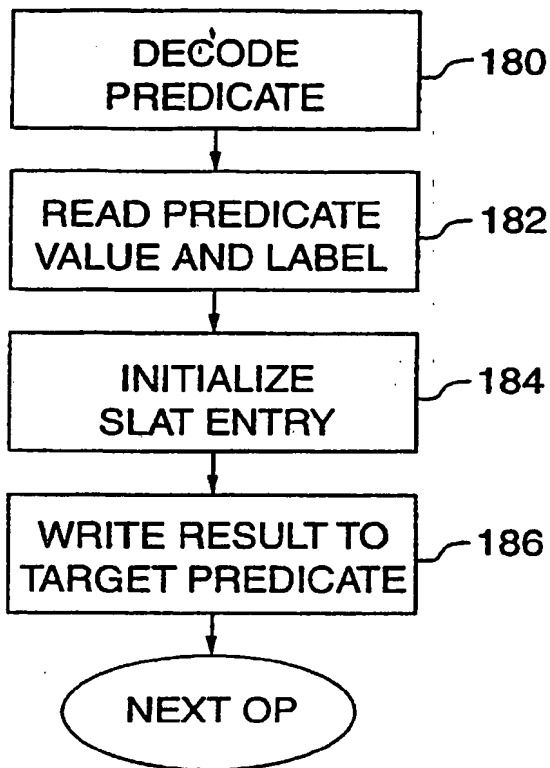 DECODE
PREDICATE
180
READ PREDICATE
VALUE AND LABEL
182
INITIALIZE
SLAT ENTRY
184
WRITE RESULT TO
TARGET PREDICATE
186
NEXT OP